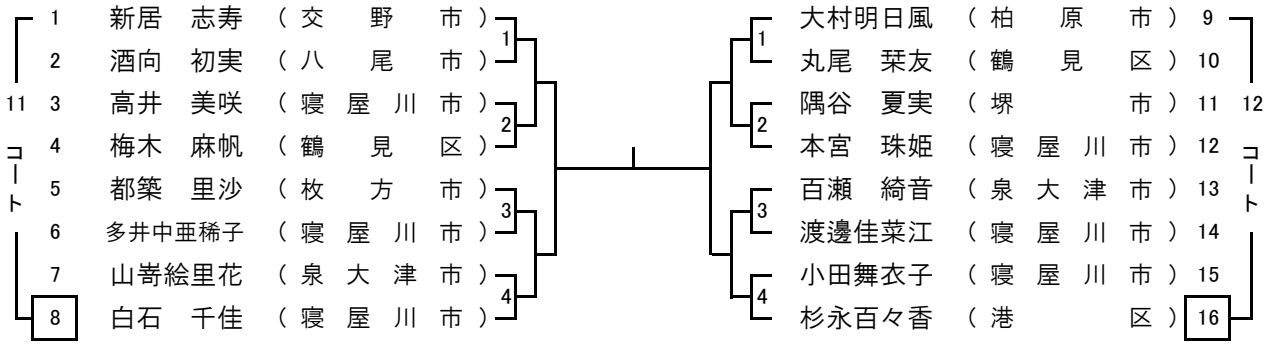 1 新居 志寿 （交野市） 1 大村明日風 （柏原市） 9
2 酒向 初実 （八尾市） 1 丸尾 栞友 （鶴見区） 10
11 3 高井 美咲 （寝屋川市） 2 隅谷 夏実 （堺市） 11 12
コート 4 梅木 麻帆 （鶴見区） 2 本宮 珠姫 （寝屋川市） 12 コート
5 都築 里沙 （枚方市） 3 百瀬 綺音 （泉大津市） 13
6 多井中亜稀子 （寝屋川市） 3 渡邊佳菜江 （寝屋川市） 14
7 山嵜絵里花 （泉大津市） 4 小田舞衣子 （寝屋川市） 15
8 白石 千佳 （寝屋川市） 4 杉永百々香 （港区） 16